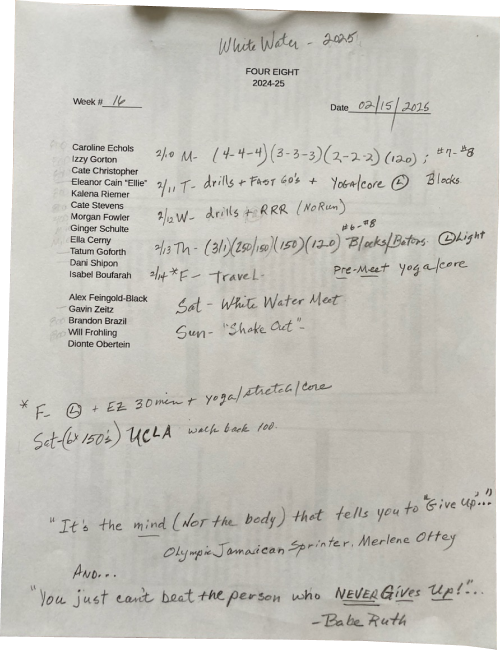 White Water - 2025
FOUR EIGHT
2024-25
Week # 16
Date 02/15/2025
Caroline Echols
Izzy Gorton
Cate Christopher
Eleanor Cain "Ellie"
Kalena Riemer
Cate Stevens
Morgan Fowler
Ginger Schulte
Ella Cerny
Tatum Goforth
Dani Shipon
Isabel Boufarah
Alex Feingold-Black
Gavin Zeitz
Brandon Brazil
Will Frohling
Dionte Obertein
2/10 M- (4-4-4)(3-3-3)(2-2-2)(120) ; #7-#8
2/11 T- drills + FAST 60's + YOGA/core Ⓛ Blocks
2/12 W- drills + RRR (No Run)
#6-#8
2/13 Th- (3/1)(250/150)(150)(120) Blocks/Batons. Ⓛ Light
2/14 *F- Travel. Pre-Meet yoga/core
Sat- White Water Meet
Sun- "Shake Out"-
* F- Ⓛ + EZ 30min + yoga/stretch/core
Sat-(6x150's) UCLA walk back 100.
"It's the mind (NOT the body) that tells you to "Give Up"..."
Olympic Jamaican Sprinter, Merlene Ottey
AND...
"You just can't beat the person who NEVER Gives Up!"...
-Babe Ruth